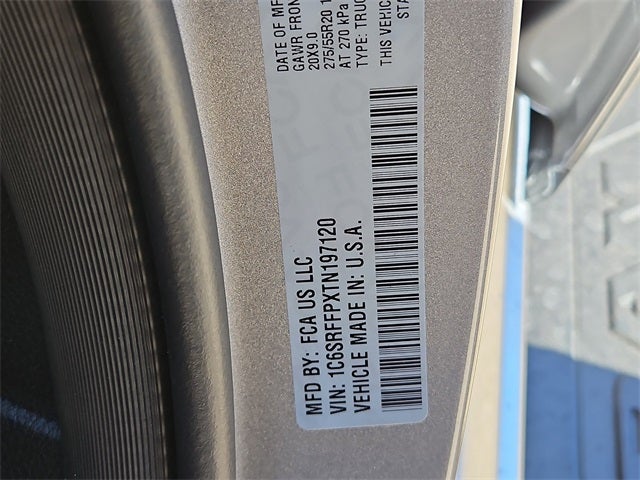 MFD BY: FCA US LLC
VIN: 1C6SRFFPXTN197120
VEHICLE MADE IN: U.S.A.
DATE OF MF
GAWR FRON
20X9.0
275/55R20 1
AT 270 kPa
TYPE: TRUC
THIS VEHIC
STA